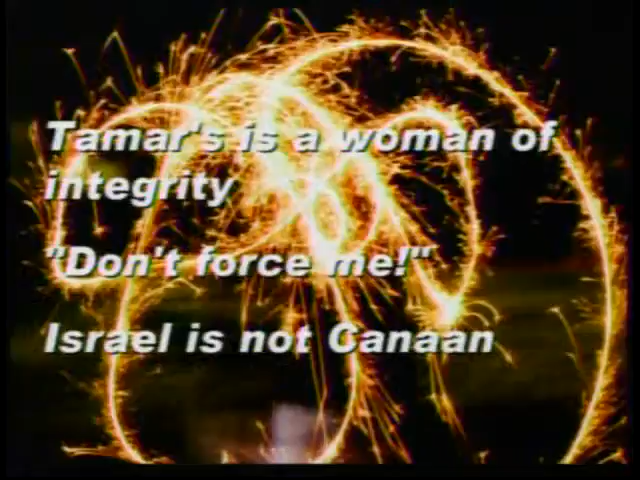 Tamar's is a woman of
integrity
"Don't force me!"
Israel is not Canaan